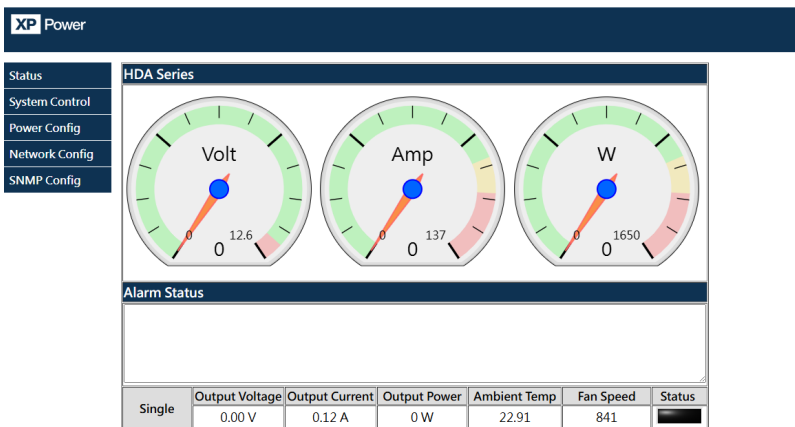 XP Power
Status
System Control
Power Config
Network Config
SNMP Config
HDA Series
Volt
0
12.6
0
Amp
0
137
0
W
0
1650
0
Alarm Status
Single
Output Voltage Output Current Output Power Ambient Temp Fan Speed Status
0.00 V 0.12 A 0 W 22.91 841